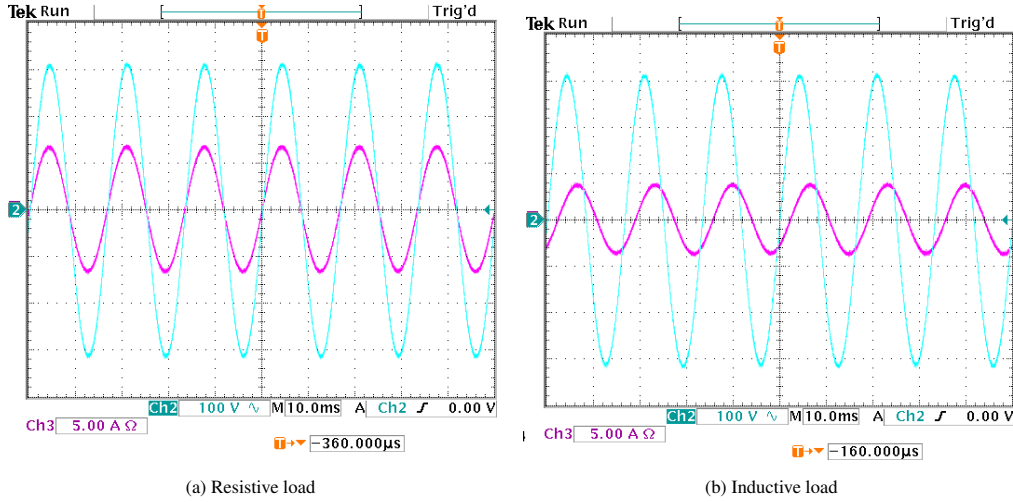 Tek Run Trig'd
T
T
2
Ch2 100 V ∿ M 10.0ms A Ch2 ʃ 0.00 V
Ch3 5.00 A Ω
T→▼ −360.000µs
(a) Resistive load
Tek Run Trig'd
T
T
2
Ch2 100 V ∿ M 10.0ms A Ch2 ʃ 0.00 V
Ch3 5.00 A Ω
T→▼ −160.000µs
(b) Inductive load